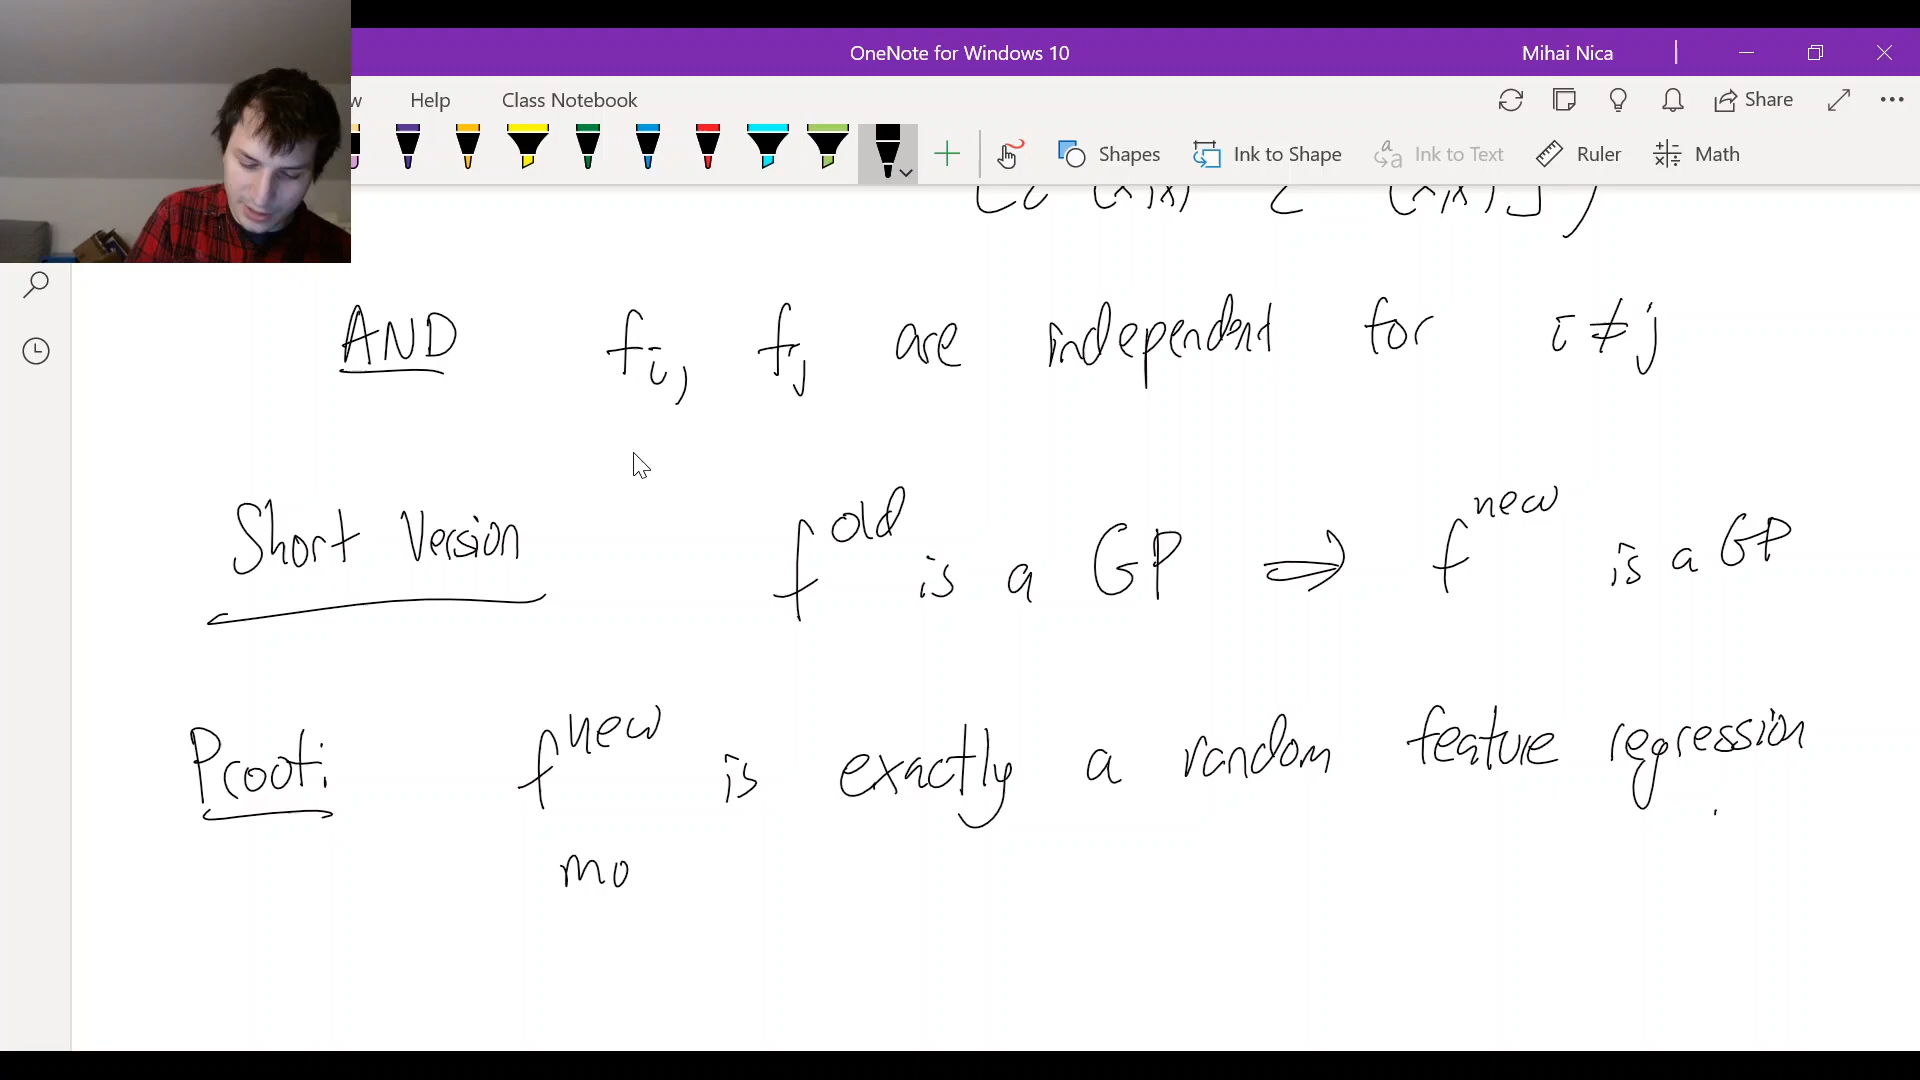 OneNote for Windows 10
Mihai Nica
w Help Class Notebook
Share
Shapes Ink to Shape Ink to Text Ruler Math
AND fᵢ, fⱼ are independent for i ≠ j
Short Version f^old is a GP ⇒ f^new is a GP
Proof: f^new is exactly a random feature regression
mo